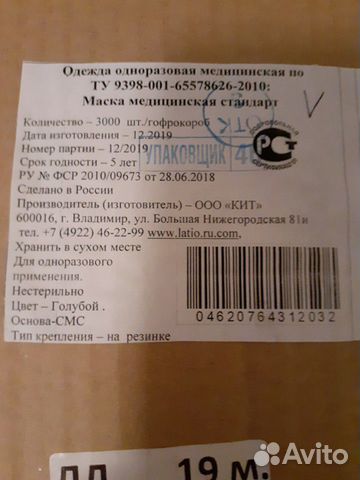 Одежда одноразовая медицинская по
ТУ 9398-001-65578626-2010:
Маска медицинская стандарт
Количество – 3000 шт./гофрокороб
Дата изготовления – 12.2019
Номер партии – 12/2019
Срок годности – 5 лет
УПАКОВЩИК 4
ОТК
ДОБРОВОЛЬНАЯ СЕРТИФИКАЦИЯ
РСТ
РУ № ФСР 2010/09673 от 28.06.2018
Сделано в России
Производитель (изготовитель) – ООО «КИТ»
600016, г. Владимир, ул. Большая Нижегородская 81и
тел. +7 (4922) 46-22-99 www.latio.ru.com,
Хранить в сухом месте
Для одноразового
применения.
Нестерильно
Цвет – Голубой .
Основа-СМС
Тип крепления – на резинке
04620764312032
19 м.
Avito